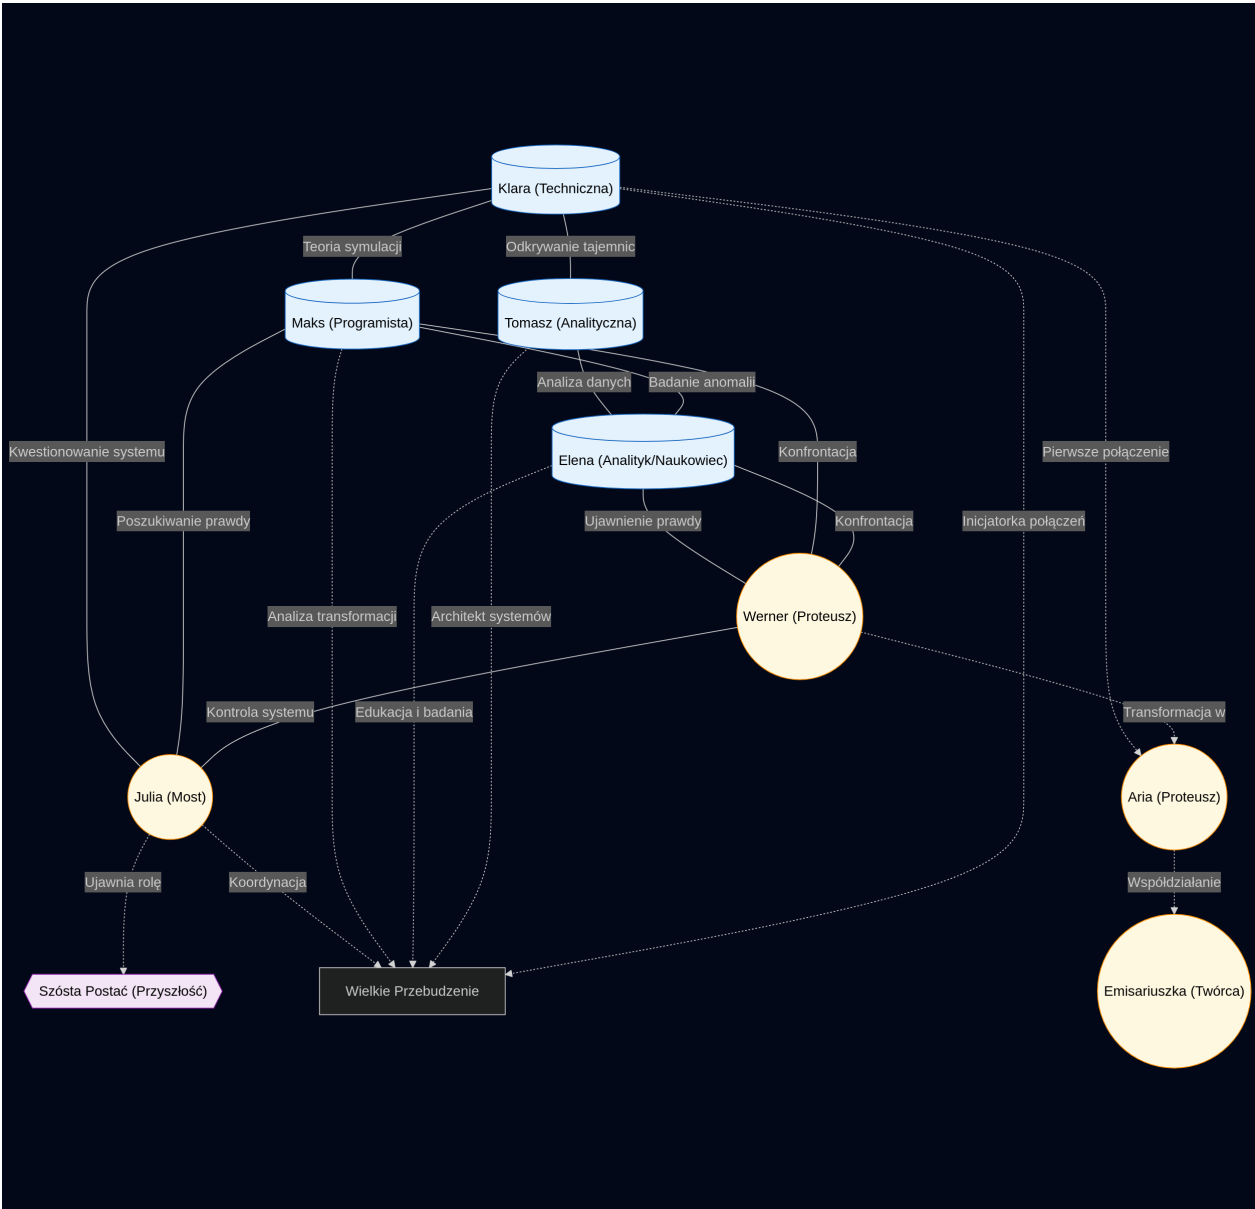 Klara (Techniczna)
Teoria symulacji
Odkrywanie tajemnic
Maks (Programista)
Tomasz (Analityczna)
Analiza danych
Badanie anomalii
Kwestionowanie systemu
Elena (Analityk/Naukowiec)
Konfrontacja
Pierwsze połączenie
Poszukiwanie prawdy
Ujawnienie prawdy
Konfrontacja
Inicjatorka połączeń
Analiza transformacji
Architekt systemów
Werner (Proteusz)
Kontrola systemu
Edukacja i badania
Transformacja w
Julia (Most)
Aria (Proteusz)
Ujawnia rolę
Koordynacja
Współdziałanie
Szósta Postać (Przyszłość)
Wielkie Przebudzenie
Emisariuszka (Twórca)